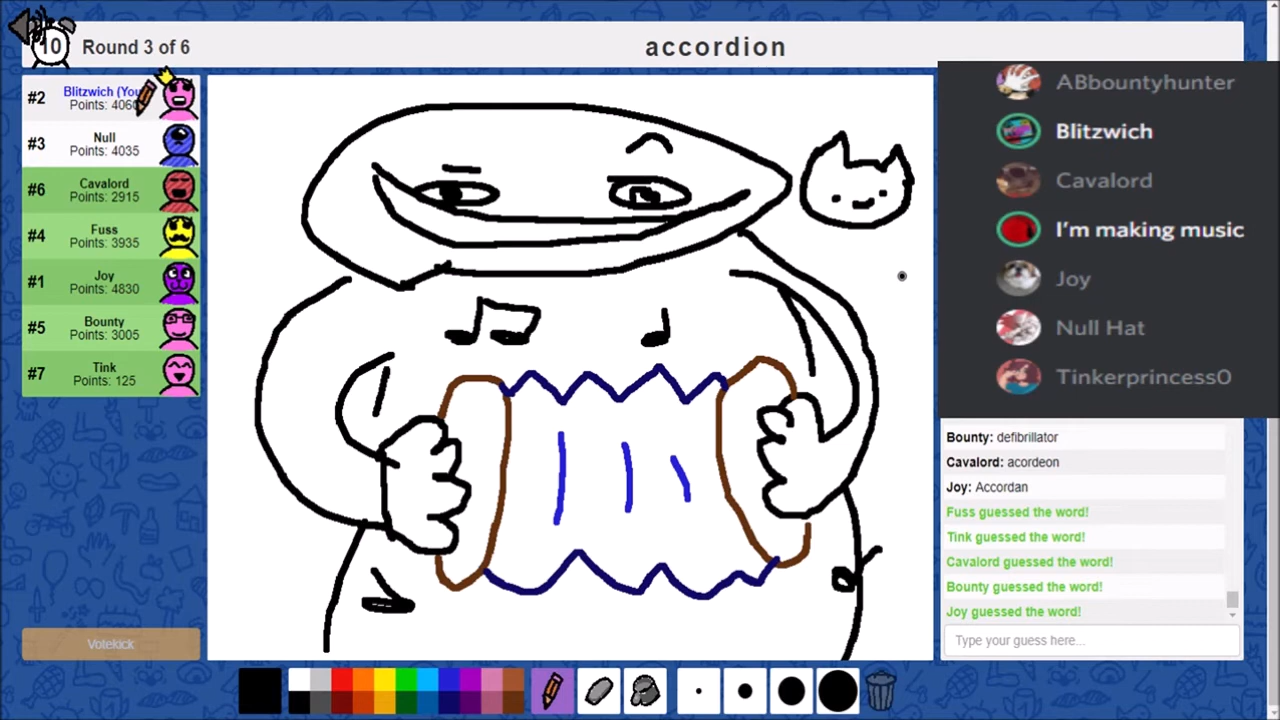 10
Round 3 of 6
accordion
#2
Blitzwich (You
Points: 4060
#3
Null
Points: 4035
#6
Cavalord
Points: 2915
#4
Fuss
Points: 3935
#1
Joy
Points: 4830
#5
Bounty
Points: 3005
#7
Tink
Points: 125
Votekick
ABbountyhunter
Blitzwich
Cavalord
I'm making music
Joy
Null Hat
Tinkerprincess0
Bounty: defibrillator
Cavalord: acordeon
Joy: Accordan
Fuss guessed the word!
Tink guessed the word!
Cavalord guessed the word!
Bounty guessed the word!
Joy guessed the word!
Type your guess here...